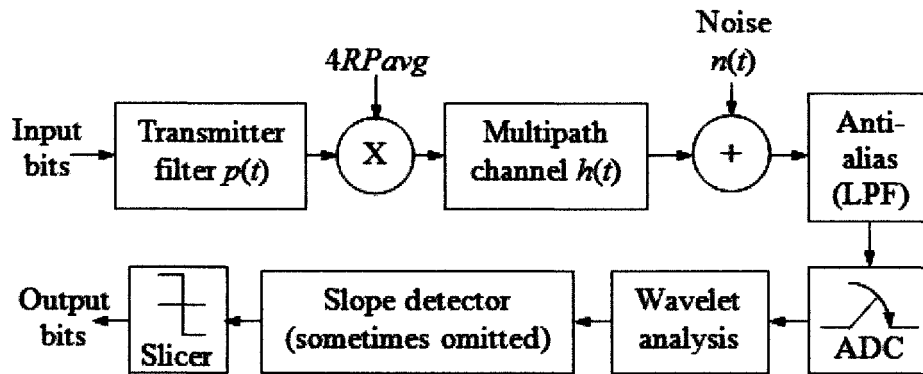 Input
bits
Transmitter
filter p(t)
4RPavg
X
Multipath
channel h(t)
Noise
n(t)
+
Anti-
alias
(LPF)
Output
bits
Slicer
Slope detector
(sometimes omitted)
Wavelet
analysis
ADC